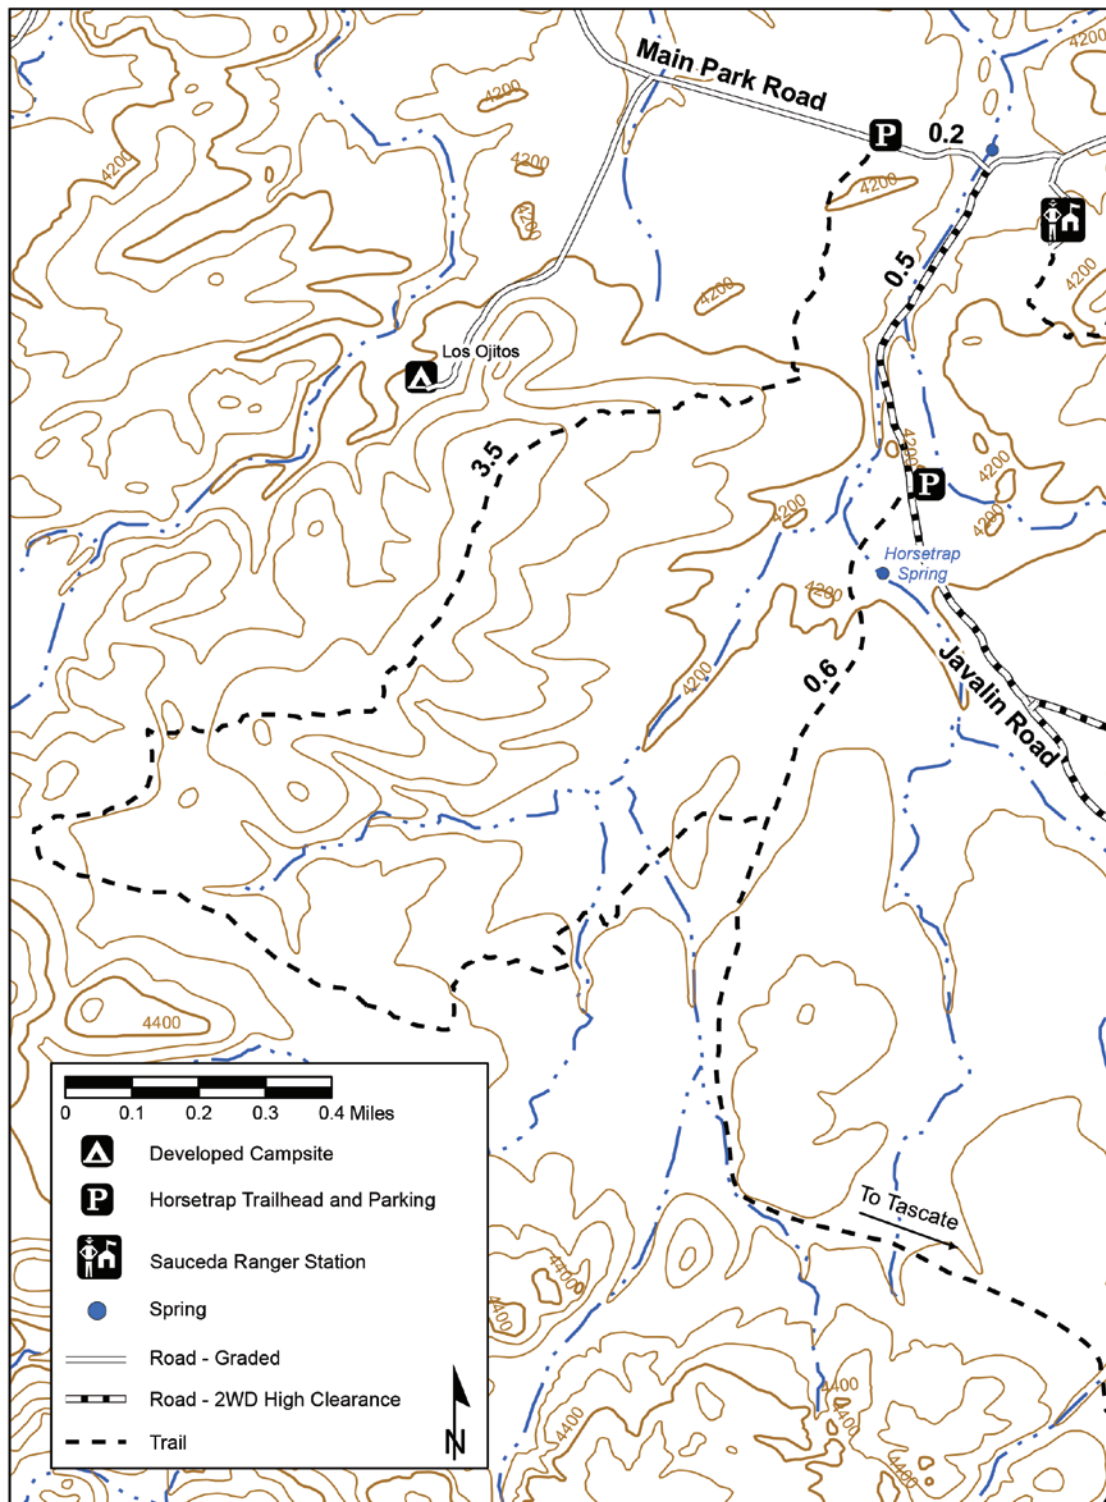 Main Park Road
P
0.2
4200
4200
4200
4200
4200
4200
4200
4200
0.5
Los Ojitos
3.5
4200
P
4200
4200
4200
Horsetrap
Spring
4200
4200
0.6
Javalin Road
4400
To Tascate
4400
4400
4400
4400
4400
4400
0 0.1 0.2 0.3 0.4 Miles
Developed Campsite
P Horsetrap Trailhead and Parking
Sauceda Ranger Station
Spring
Road - Graded
Road - 2WD High Clearance
Trail
N